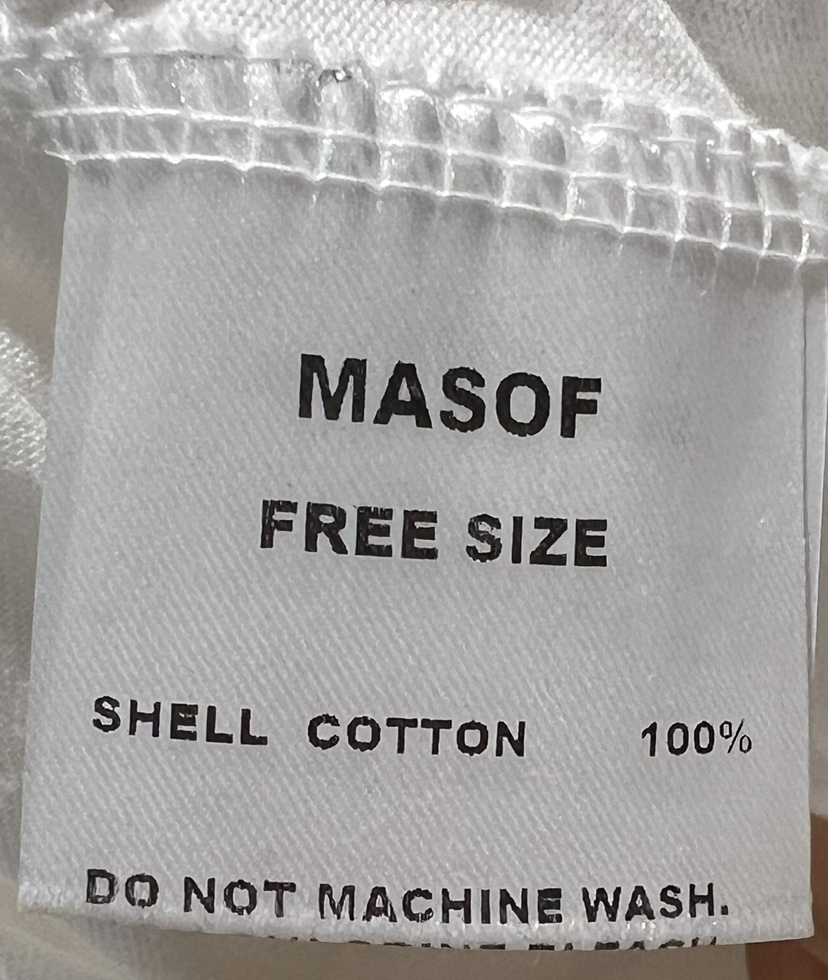 MASOF
FREE SIZE
SHELL COTTON 100%
DO NOT MACHINE WASH.